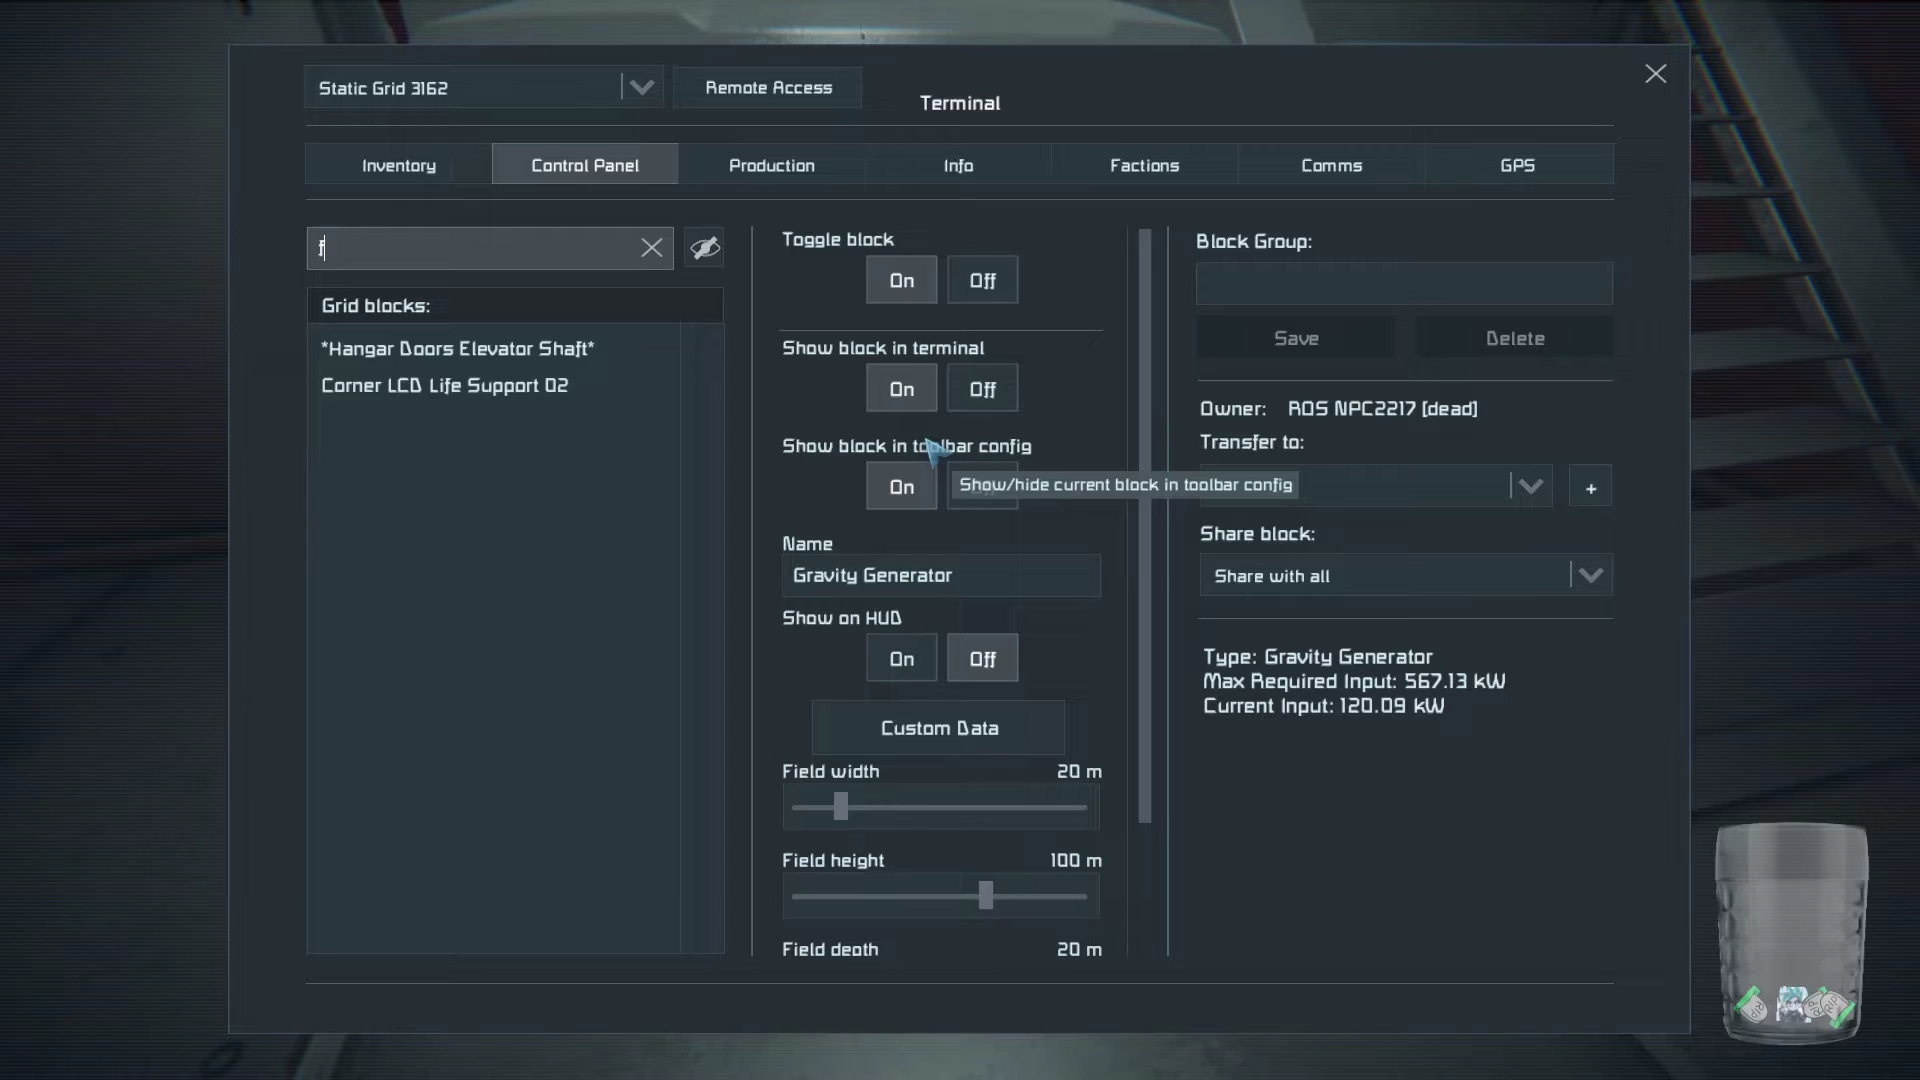 Static Grid 3162
Remote Access
Terminal
Inventory
Control Panel
Production
Info
Factions
Comms
GPS
f
Grid blocks:
*Hangar Doors Elevator Shaft*
Corner LCD Life Support 02
Toggle block
On
Off
Show block in terminal
On
Off
Show block in toolbar config
On
Show/hide current block in toolbar config
Name
Gravity Generator
Show on HUD
On
Off
Custom Data
Field width
20 m
Field height
100 m
Field depth
20 m
Block Group:
Save
Delete
Owner: ROS NPC2217 [dead]
Transfer to:
+
Share block:
Share with all
Type: Gravity Generator
Max Required Input: 567.13 kW
Current Input: 120.09 kW
RIP
RIP
RIP